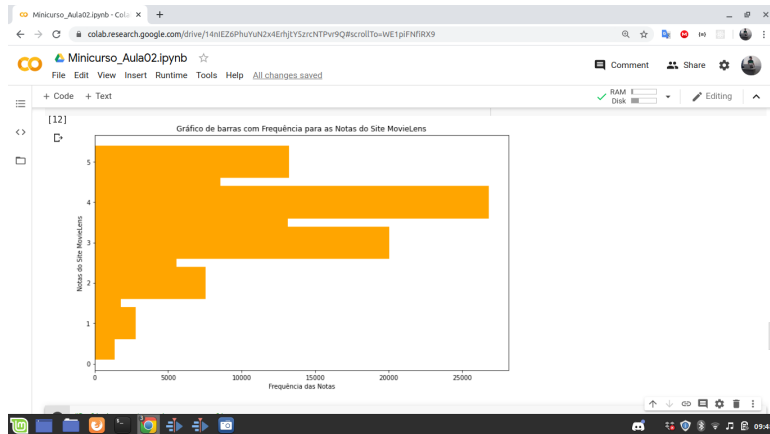 Minicurso_Aula02.ipynb - Cola
colab.research.google.com/drive/14nIEZ6PhuYuN2x4ErhjtY5zrcNTPvr9Q#scrollTo=WE1piFNfiRX9
Minicurso_Aula02.ipynb
Comment
Share
File Edit View Insert Runtime Tools Help All changes saved
+ Code + Text
RAM
Disk
Editing
[12]
Gráfico de barras com Frequência para as Notas do Site MovieLens
Notas do Site MovieLens
5
4
3
2
1
0
0 5000 10000 15000 20000 25000
Frequência das Notas